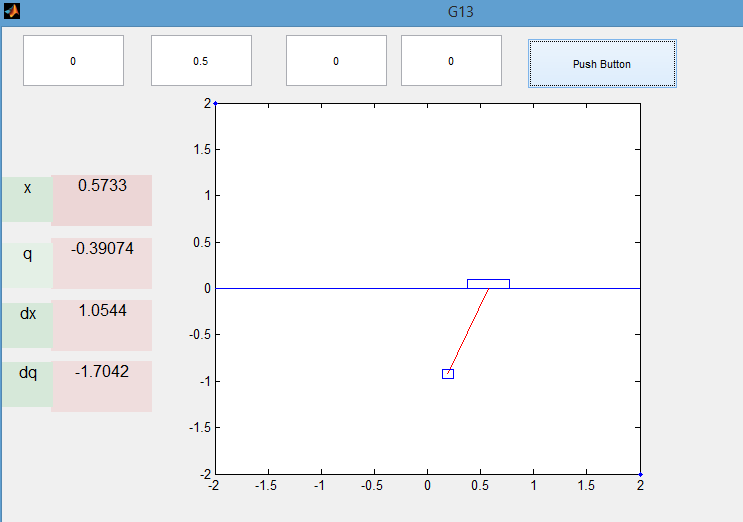 G13
0 0.5 0 0 Push Button
2
1.5
1
0.5
0
-0.5
-1
-1.5
-2
-2 -1.5 -1 -0.5 0 0.5 1 1.5 2
x 0.5733
q -0.39074
dx 1.0544
dq -1.7042